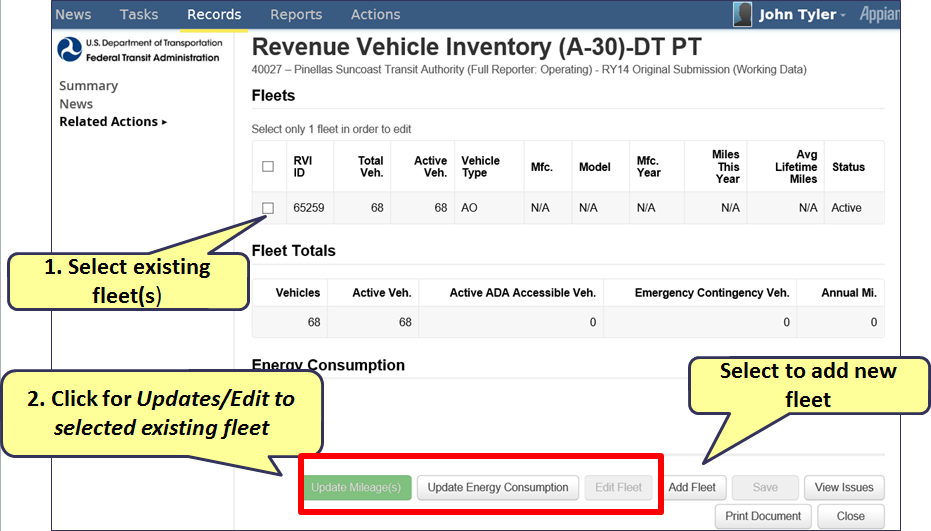 News Tasks Records Reports Actions John Tyler Appian
U.S. Department of Transportation
Federal Transit Administration
Summary
News
Related Actions
Revenue Vehicle Inventory (A-30)-DT PT
40027 – Pinellas Suncoast Transit Authority (Full Reporter: Operating) - RY14 Original Submission (Working Data)
Fleets
Select only 1 fleet in order to edit
RVI ID Total Veh. Active Veh. Vehicle Type Mfc. Model Mfc. Year Miles This Year Avg Lifetime Miles Status
65259 68 68 AO N/A N/A N/A N/A N/A Active
1. Select existing
fleet(s)
Fleet Totals
Vehicles Active Veh. Active ADA Accessible Veh. Emergency Contingency Veh. Annual Mi.
68 68 0 0 0
Energy Consumption
2. Click for Updates/Edit to
selected existing fleet
Select to add new
fleet
Update Mileage(s) Update Energy Consumption Edit Fleet Add Fleet Save View Issues
Print Document Close